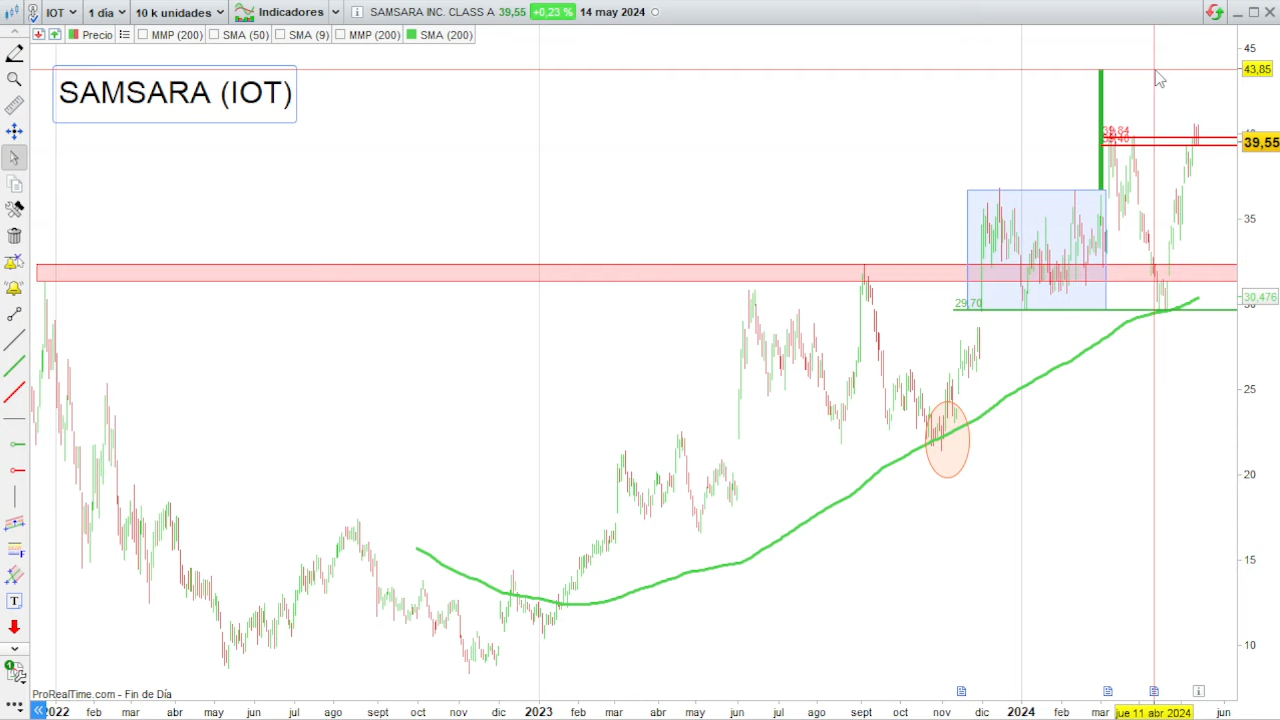 IOT 1 dia 10 k unidades Indicadores SAMSARA INC. CLASS A 39,55 +0,23 % 14 may 2024
Precio MMP (200) SMA (50) SMA (9) MMP (200) SMA (200)
SAMSARA (IOT)
45
43,85
39,84
39,55
35
29,70
30,476
25
20
15
10
ProRealTime.com - Fin de Día
2022 feb mar abr may jun jul ago sept oct nov dic 2023 feb mar abr may jun jul ago sept oct nov dic 2024 feb mar jue 11 abr 2024 jun